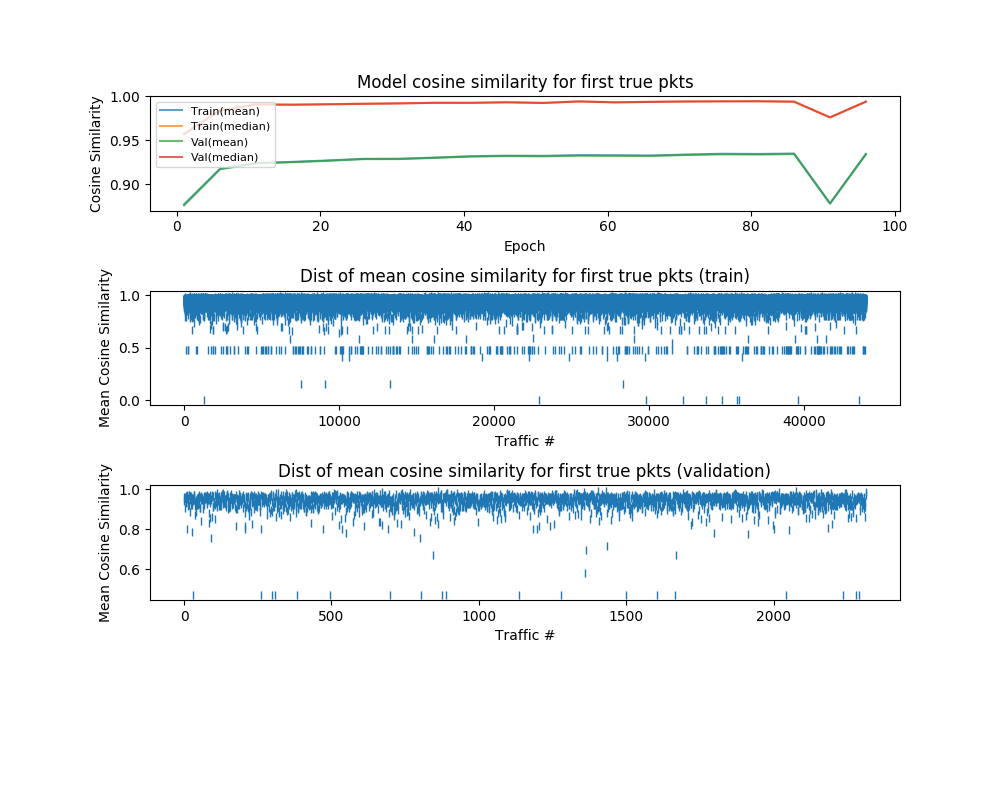 Model cosine similarity for first true pkts
Cosine Similarity
1.00
0.95
0.90
Train(mean)
Train(median)
Val(mean)
Val(median)
0 20 40 60 80 100
Epoch
Dist of mean cosine similarity for first true pkts (train)
Mean Cosine Similarity
1.0
0.5
0.0
0 10000 20000 30000 40000
Traffic #
Dist of mean cosine similarity for first true pkts (validation)
Mean Cosine Similarity
1.0
0.8
0.6
0 500 1000 1500 2000
Traffic #